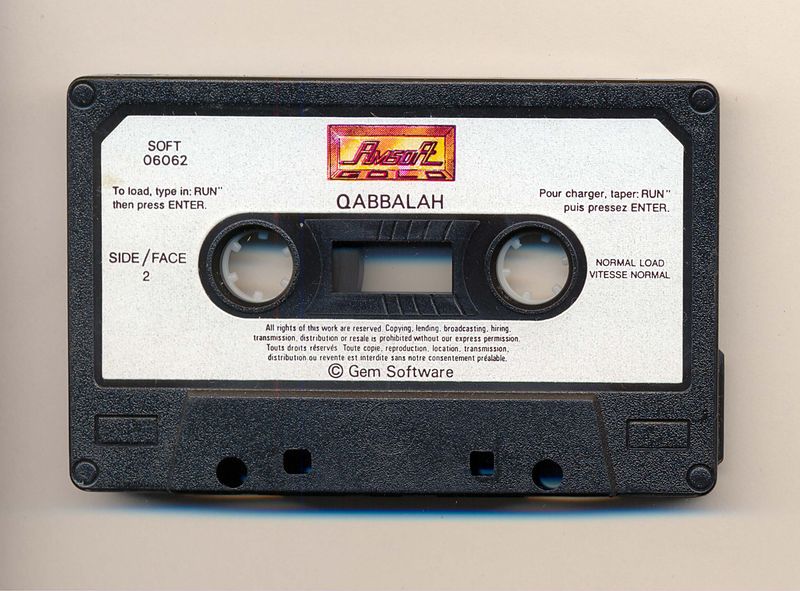 SOFT
06062
Amsoft
GOLD
QABBALAH
To load, type in: RUN"
then press ENTER.
Pour charger, taper: RUN"
puis pressez ENTER.
SIDE/FACE
2
NORMAL LOAD
VITESSE NORMAL
All rights of this work are reserved. Copying, lending, broadcasting, hiring,
transmission, distribution or resale is prohibited without our express permission.
Touts droits réservés. Toute copie, reproduction, location, transmission,
distribution ou revente est interdite sans notre consentement préalable.
© Gem Software